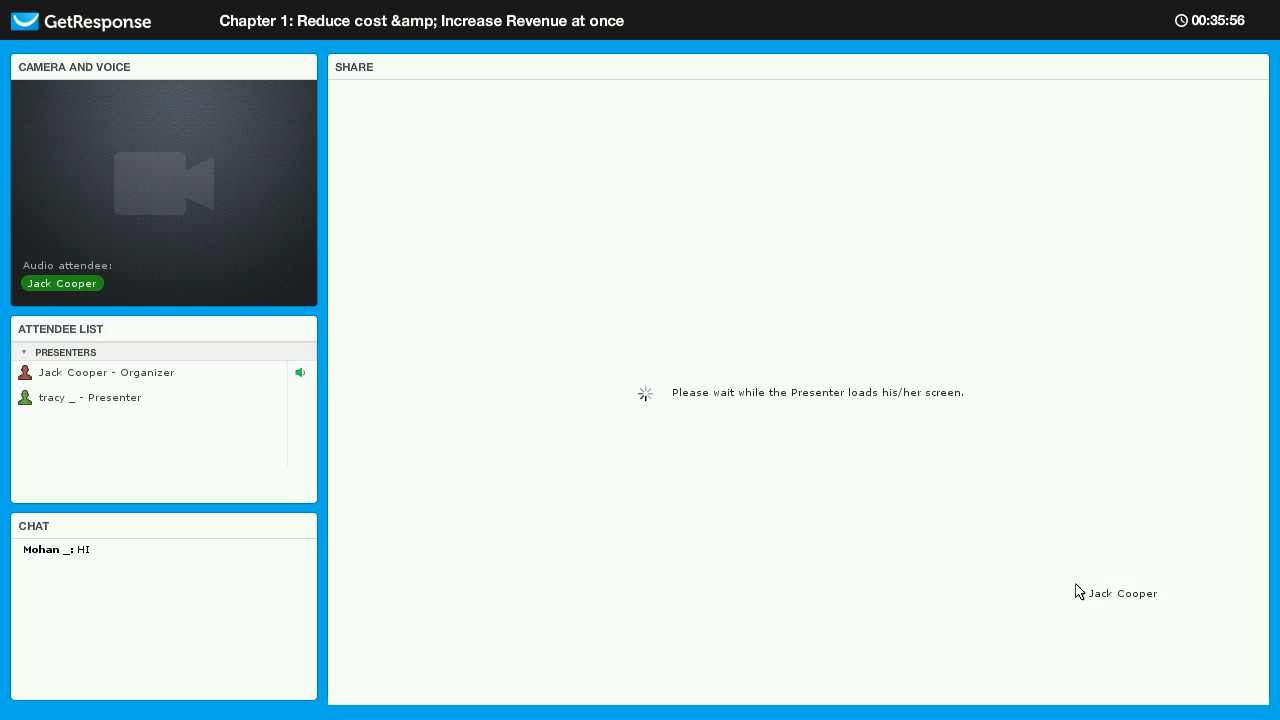 GetResponse
Chapter 1: Reduce cost &amp; Increase Revenue at once
00:35:56
CAMERA AND VOICE
Audio attendee:
Jack Cooper
ATTENDEE LIST
PRESENTERS
Jack Cooper - Organizer
tracy _ - Presenter
CHAT
Mohan _: HI
SHARE
Please wait while the Presenter loads his/her screen.
Jack Cooper